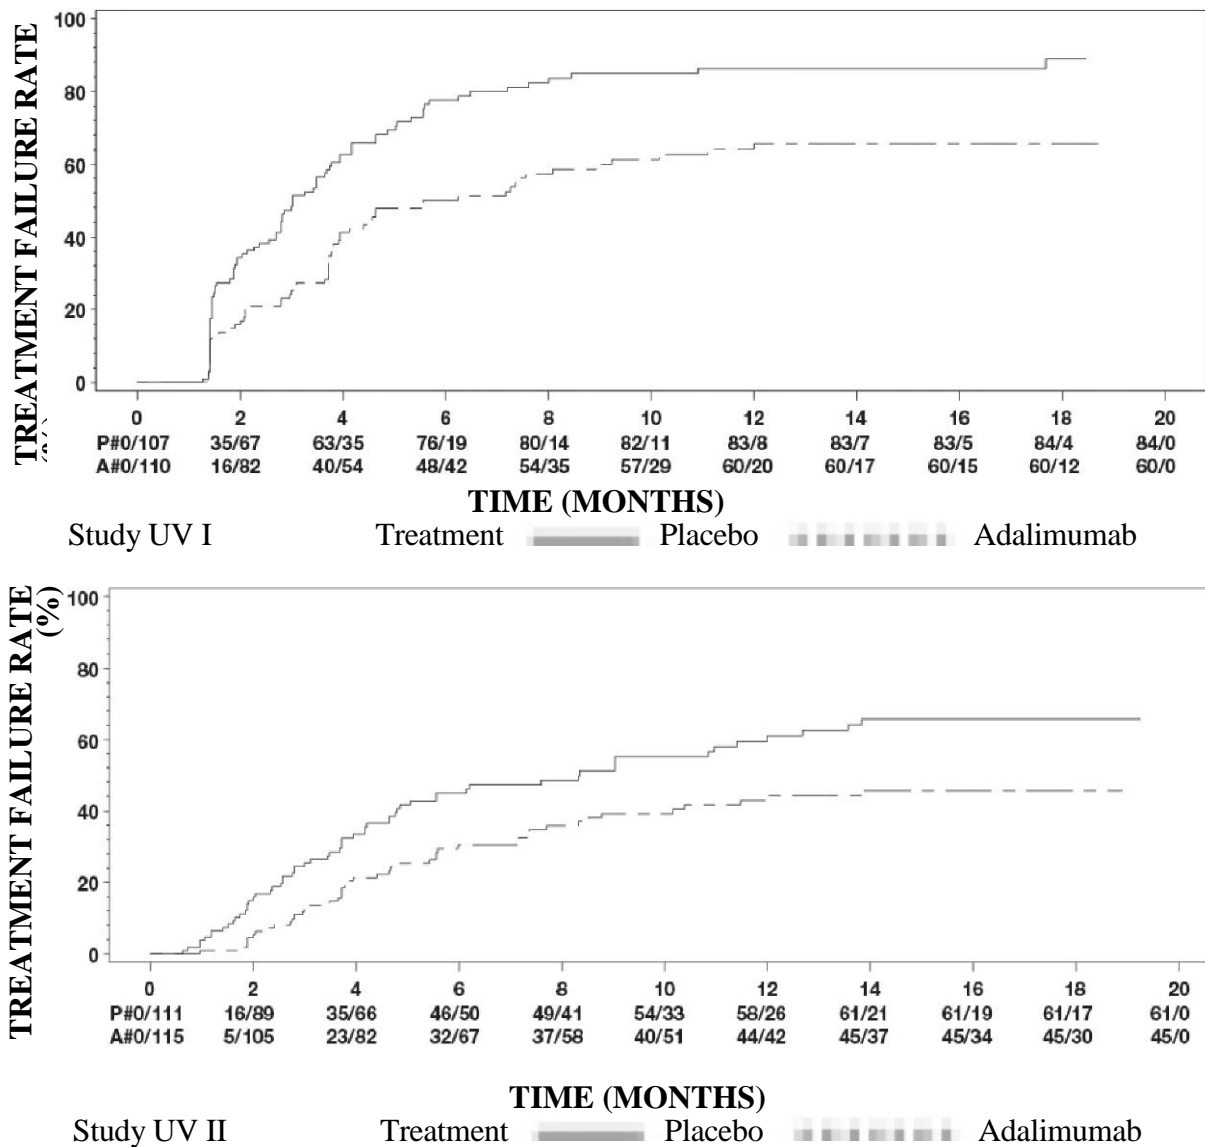 TREATMENT FAILURE RATE
100
80
60
40
20
0
0 2 4 6 8 10 12 14 16 18 20
P#0/107 35/67 63/35 76/19 80/14 82/11 83/8 83/7 83/5 84/4 84/0
A#0/110 16/82 40/54 48/42 54/35 57/29 60/20 60/17 60/15 60/12 60/0
TIME (MONTHS)
Study UV I Treatment Placebo Adalimumab
TREATMENT FAILURE RATE
(%)
100
80
60
40
20
0
0 2 4 6 8 10 12 14 16 18 20
P#0/111 16/89 35/66 46/50 49/41 54/33 58/26 61/21 61/19 61/17 61/0
A#0/115 5/105 23/82 32/67 37/58 40/51 44/42 45/37 45/34 45/30 45/0
TIME (MONTHS)
Study UV II Treatment Placebo Adalimumab